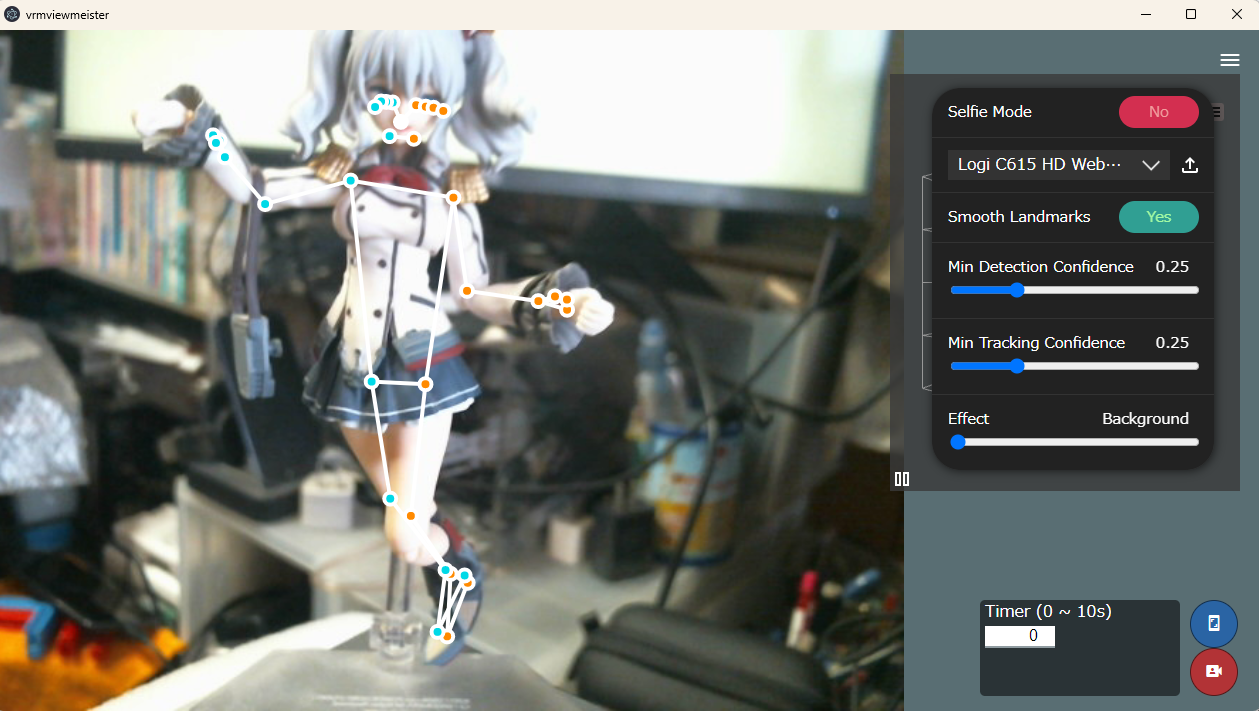 vrmviewmeister
Selfie Mode No
Logi C615 HD Web···
Smooth Landmarks Yes
Min Detection Confidence 0.25
Min Tracking Confidence 0.25
Effect Background
Timer (0 ~ 10s)
0